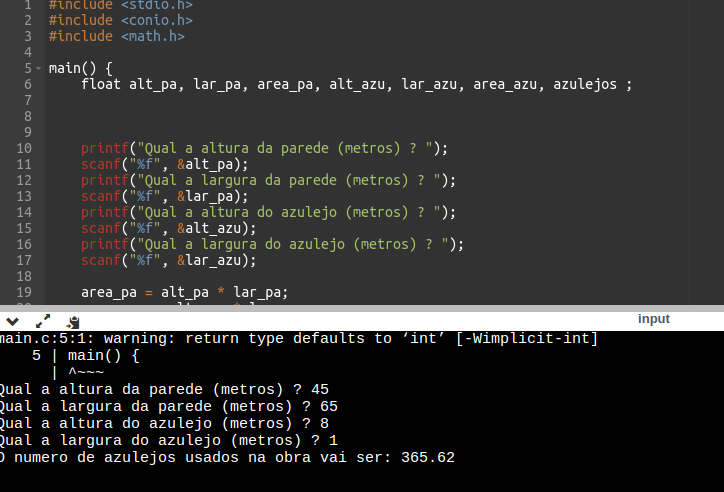 1 #include <stdio.h>
2 #include <conio.h>
3 #include <math.h>
4
5 main() {
6 float alt_pa, lar_pa, area_pa, alt_azu, lar_azu, area_azu, azulejos ;
7
8
9
10 printf("Qual a altura da parede (metros) ? ");
11 scanf("%f", &alt_pa);
12 printf("Qual a largura da parede (metros) ? ");
13 scanf("%f", &lar_pa);
14 printf("Qual a altura do azulejo (metros) ? ");
15 scanf("%f", &alt_azu);
16 printf("Qual a largura do azulejo (metros) ? ");
17 scanf("%f", &lar_azu);
18
19 area_pa = alt_pa * lar_pa;
input
main.c:5:1: warning: return type defaults to ‘int’ [-Wimplicit-int]
5 | main() {
| ^~~~
Qual a altura da parede (metros) ? 45
Qual a largura da parede (metros) ? 65
Qual a altura do azulejo (metros) ? 8
Qual a largura do azulejo (metros) ? 1
O numero de azulejos usados na obra vai ser: 365.62